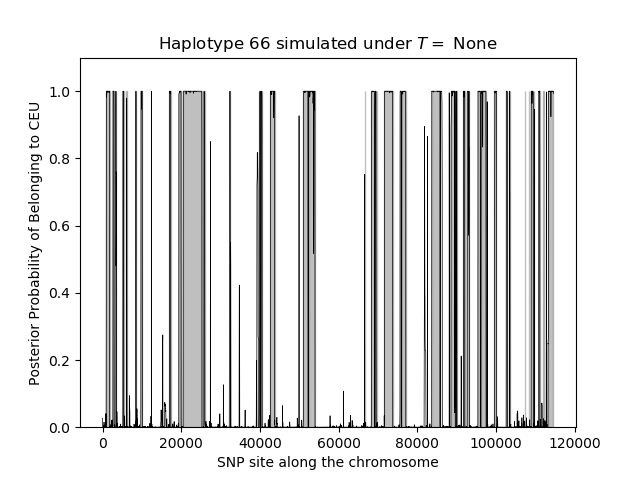 Haplotype 66 simulated under T = None
Posterior Probability of Belonging to CEU
1.0
0.8
0.6
0.4
0.2
0.0
0 20000 40000 60000 80000 100000 120000
SNP site along the chromosome